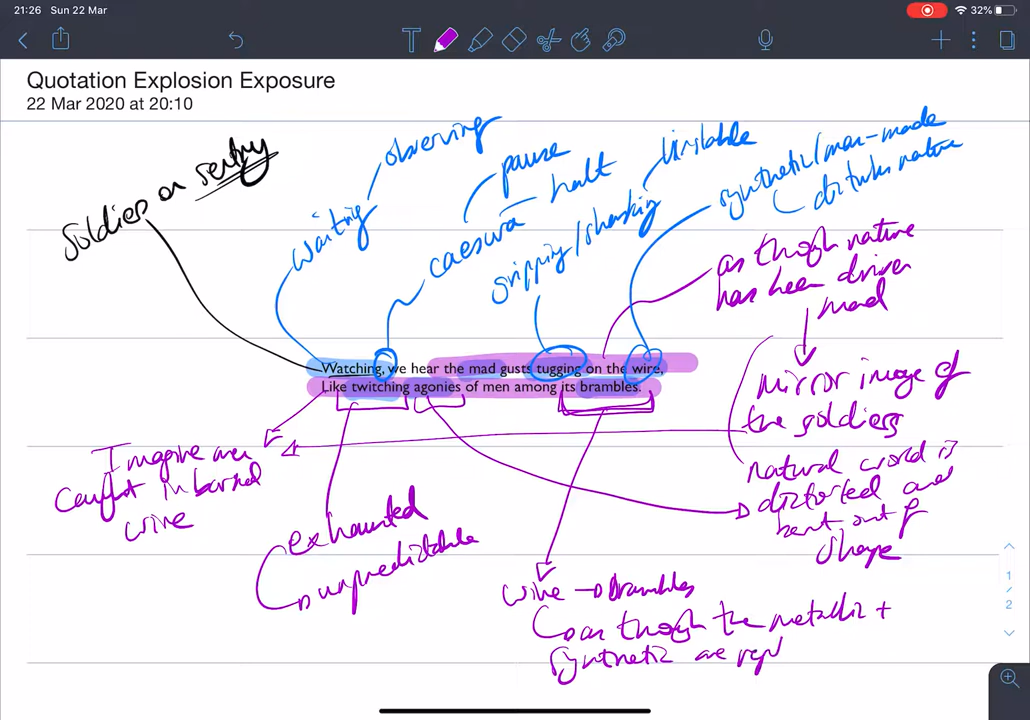 21:26 Sun 22 Mar
32%
Quotation Explosion Exposure
22 Mar 2020 at 20:10
soldiers on sentry
waiting
observing
caesura
pause
halt
gripping/shaking
synthetic/man-made
disturbs nature
as though nature
has been driven
mad
Watching, we hear the mad gusts tugging on the wire,
Like twitching agonies of men among its brambles.
mirror image of
the soldiers
Imagine men
caught in barbed
wire
natural world is
distorted and
bent out of
shape
exhausted
unpredictable
wire → brambles
as though the metallic +
synthetic are repl
1
2